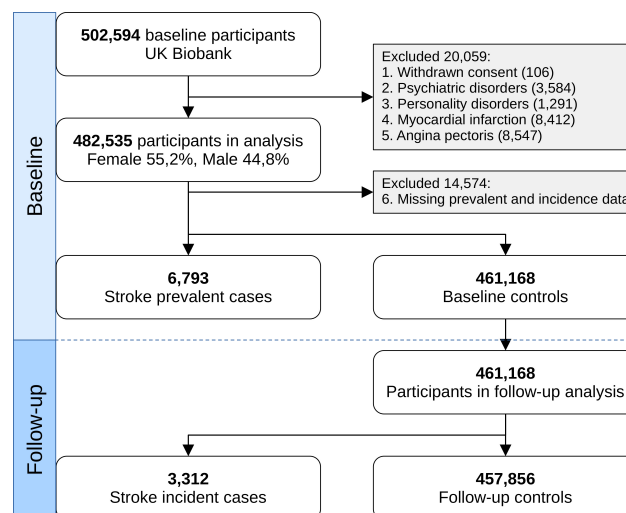 502,594 baseline participants
UK Biobank
Excluded 20,059:
1. Withdrawn consent (106)
2. Psychiatric disorders (3,584)
3. Personality disorders (1,291)
4. Myocardial infarction (8,412)
5. Angina pectoris (8,547)
482,535 participants in analysis
Female 55,2%, Male 44,8%
Excluded 14,574:
6. Missing prevalent and incidence data
Baseline
6,793
Stroke prevalent cases
461,168
Baseline controls
461,168
Participants in follow-up analysis
Follow-up
3,312
Stroke incident cases
457,856
Follow-up controls